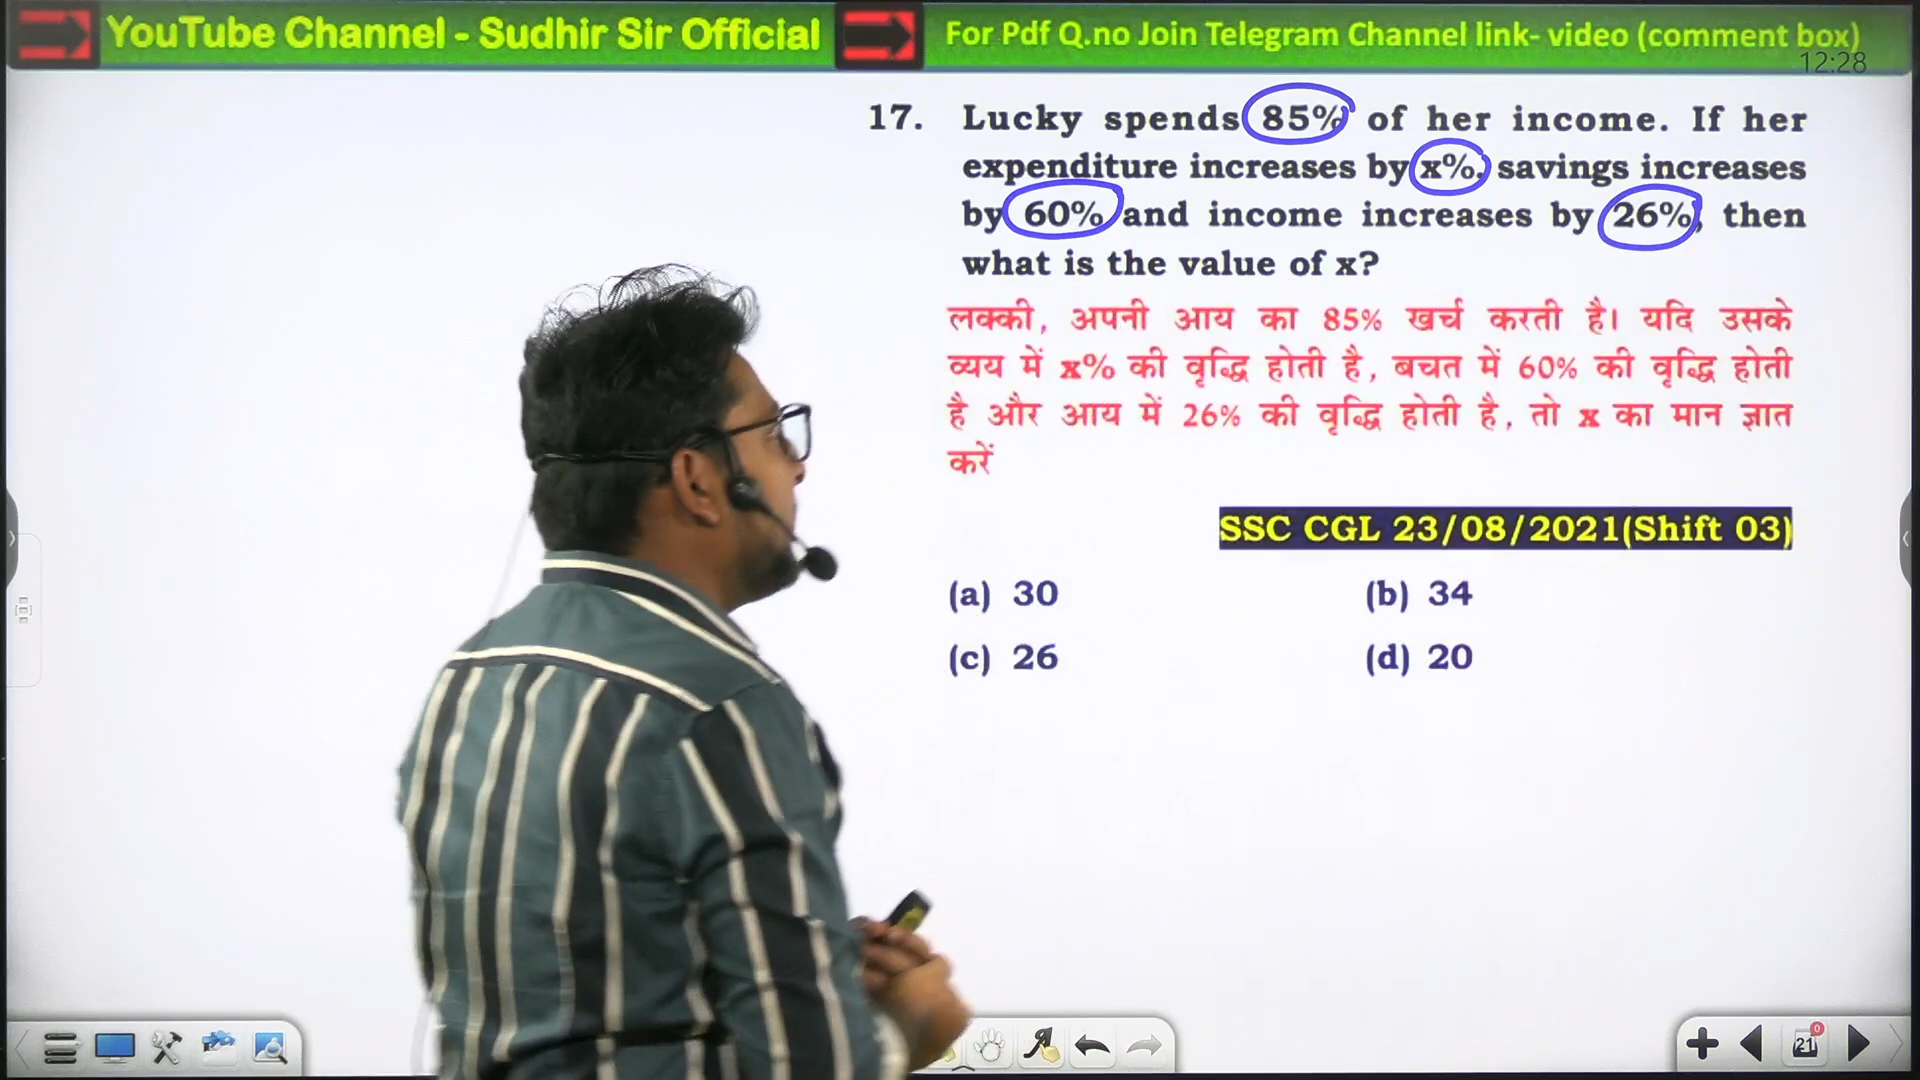 YouTube Channel - Sudhir Sir Official
For Pdf Q.no Join Telegram Channel link- video (comment box)
12:28
17. Lucky spends 85% of her income. If her
expenditure increases by x%. savings increases
by 60% and income increases by 26%, then
what is the value of x?
लक्की, अपनी आय का 85% खर्च करती है। यदि उसके
व्यय में x% की वृद्धि होती है, बचत में 60% की वृद्धि होती
है और आय में 26% की वृद्धि होती है, तो x का मान ज्ञात
करें
SSC CGL 23/08/2021(Shift 03)
(a) 30 (b) 34
(c) 26 (d) 20
21
0